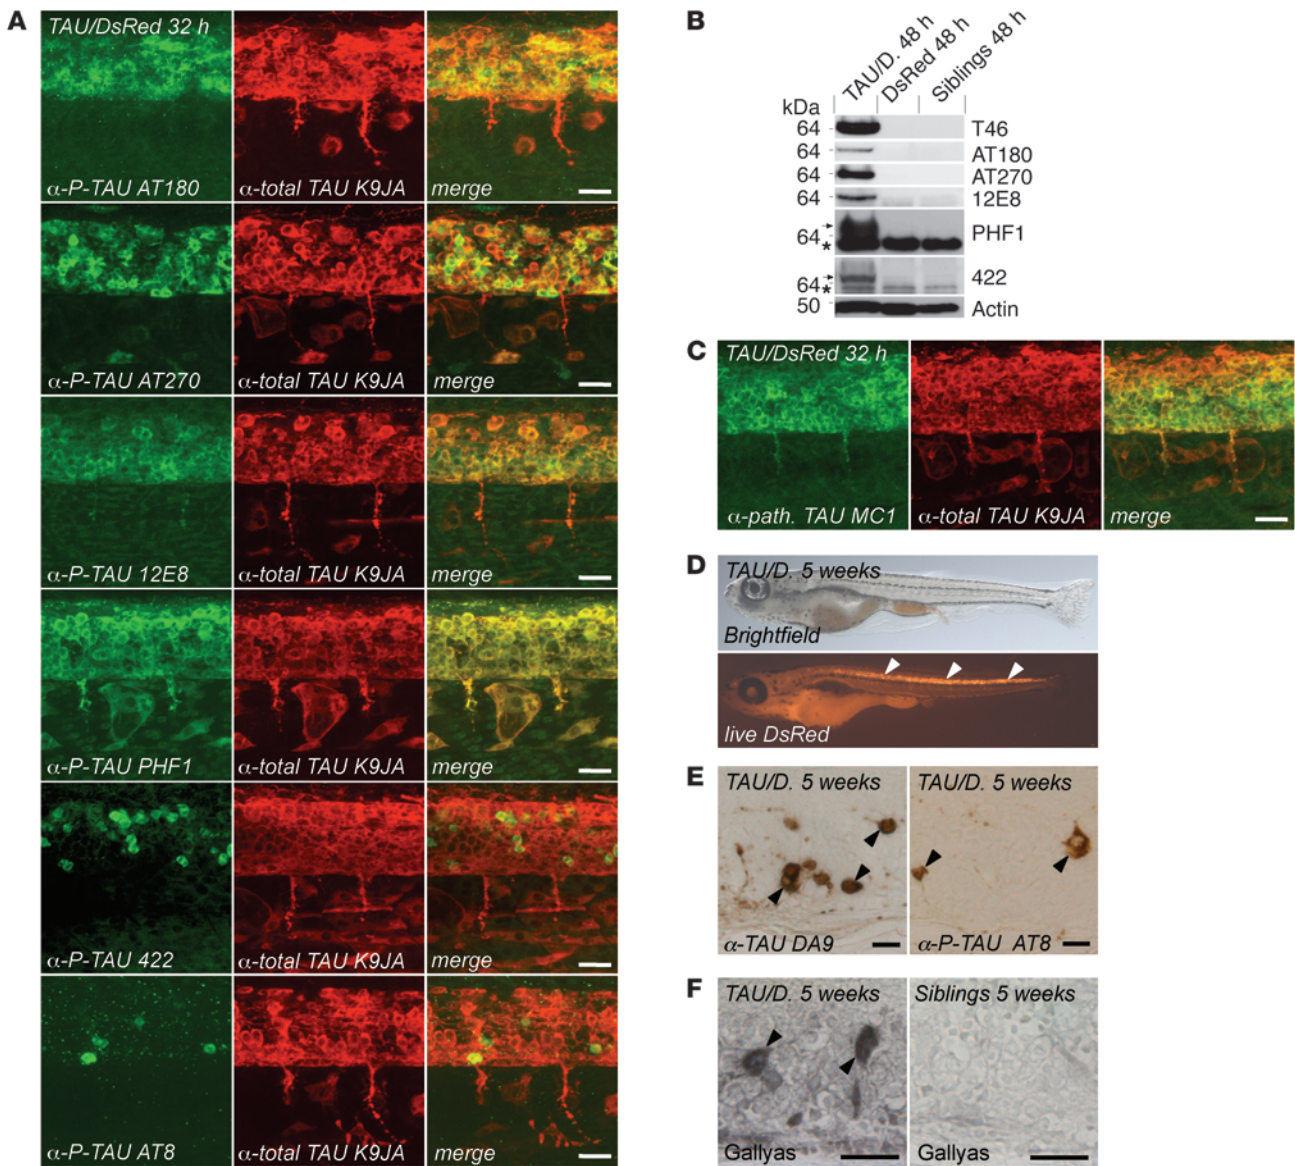 A
TAU/DsRed 32 h
α-P-TAU AT180
α-total TAU K9JA
merge
α-P-TAU AT270
α-total TAU K9JA
merge
α-P-TAU 12E8
α-total TAU K9JA
merge
α-P-TAU PHF1
α-total TAU K9JA
merge
α-P-TAU 422
α-total TAU K9JA
merge
α-P-TAU AT8
α-total TAU K9JA
merge
B
TAU/D. 48 h
DsRed 48 h
Siblings 48 h
kDa
64 T46
64 AT180
64 AT270
64 12E8
64 PHF1
*
64 422
*
50 Actin
C
TAU/DsRed 32 h
α-path. TAU MC1
α-total TAU K9JA
merge
D
TAU/D. 5 weeks
Brightfield
live DsRed
E
TAU/D. 5 weeks
α-TAU DA9
TAU/D. 5 weeks
α-P-TAU AT8
F
TAU/D. 5 weeks
Gallyas
Siblings 5 weeks
Gallyas